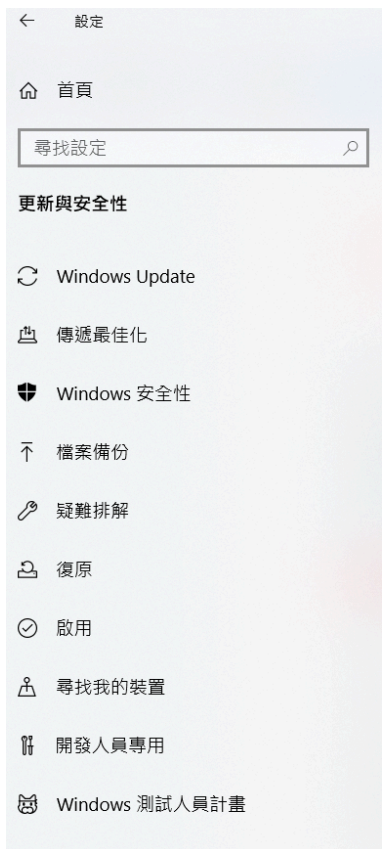 設定
首頁
尋找設定
更新與安全性
Windows Update
傳遞最佳化
Windows 安全性
檔案備份
疑難排解
復原
啟用
尋找我的裝置
開發人員專用
Windows 測試人員計畫